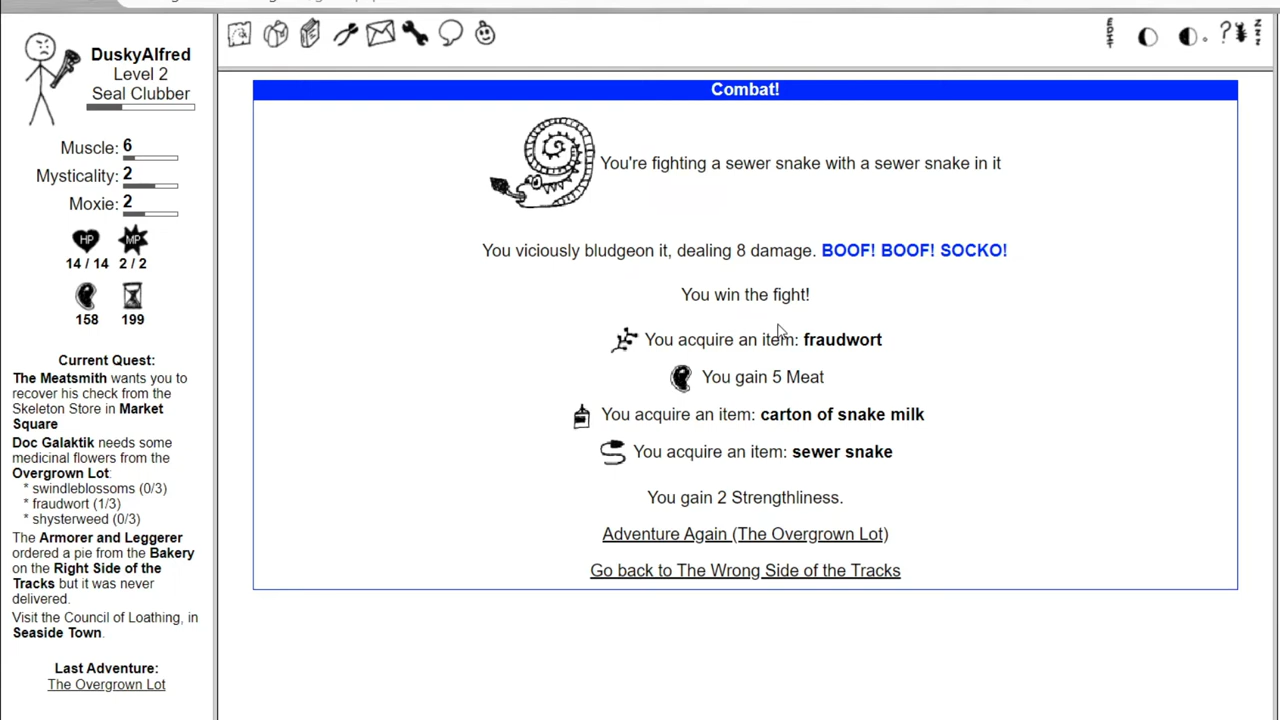 DuskyAlfred
Level 2
Seal Clubber
Muscle: 6
Mysticality: 2
Moxie: 2
HP MP
14 / 14 2 / 2
158 199
Current Quest:
The Meatsmith wants you to
recover his check from the
Skeleton Store in Market
Square
Doc Galaktik needs some
medicinal flowers from the
Overgrown Lot:
* swindleblossoms (0/3)
* fraudwort (1/3)
* shysterweed (0/3)
The Armorer and Leggerer
ordered a pie from the Bakery
on the Right Side of the
Tracks but it was never
delivered.
Visit the Council of Loathing, in
Seaside Town.
Last Adventure:
The Overgrown Lot
EDIT
?
Z Z Z
Combat!
You're fighting a sewer snake with a sewer snake in it
You viciously bludgeon it, dealing 8 damage. BOOF! BOOF! SOCKO!
You win the fight!
You acquire an item: fraudwort
You gain 5 Meat
You acquire an item: carton of snake milk
You acquire an item: sewer snake
You gain 2 Strengthliness.
Adventure Again (The Overgrown Lot)
Go back to The Wrong Side of the Tracks